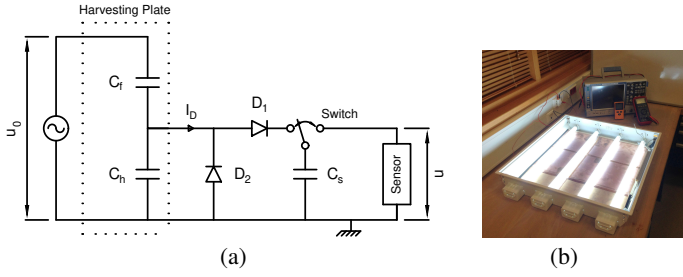 Harvesting Plate
u0
Cf
Ch
ID
D1
D2
Switch
Cs
Sensor
u
(a)
(b)